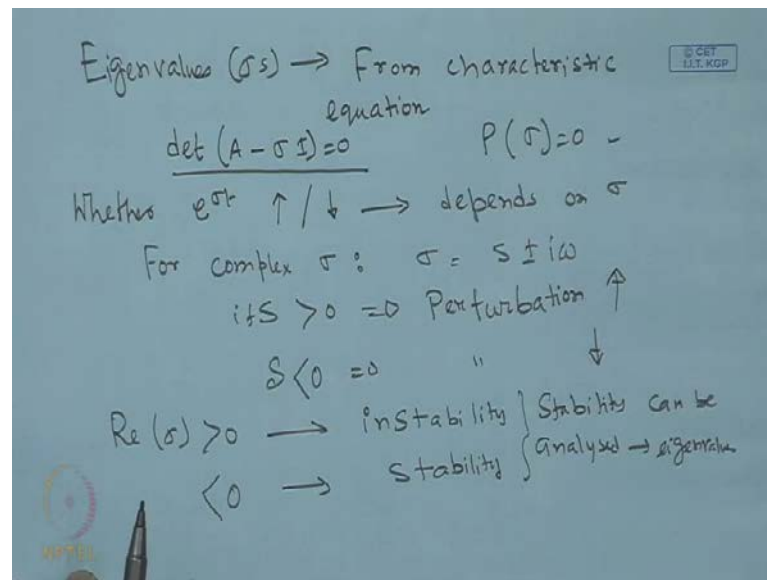 Eigenvalues (σs) → From characteristic
equation
© CET
I.I.T. KGP
det (A - σ I) = 0    P(σ)=0 -
Whether e^σt ↑ / ↓ → depends on σ
For complex σ : σ = S ± iω
if S > 0 => Perturbation ↑
S < 0 => " ↓
Re (σ) > 0 → instability } Stability can be
< 0 → stability } analysed → eigenvalues
NPTEL